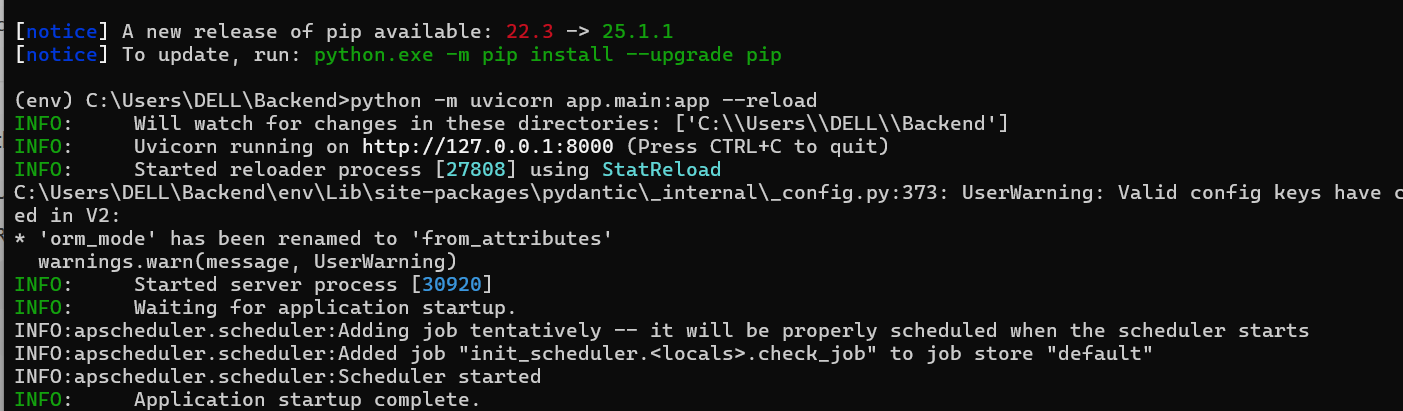 [notice] A new release of pip available: 22.3 -> 25.1.1
[notice] To update, run: python.exe -m pip install --upgrade pip
(env) C:\Users\DELL\Backend>python -m uvicorn app.main:app --reload
INFO:     Will watch for changes in these directories: ['C:\\Users\\DELL\\Backend']
INFO:     Uvicorn running on http://127.0.0.1:8000 (Press CTRL+C to quit)
INFO:     Started reloader process [27808] using StatReload
C:\Users\DELL\Backend\env\Lib\site-packages\pydantic\_internal\_config.py:373: UserWarning: Valid config keys have c
ed in V2:
* 'orm_mode' has been renamed to 'from_attributes'
  warnings.warn(message, UserWarning)
INFO:     Started server process [30920]
INFO:     Waiting for application startup.
INFO:apscheduler.scheduler:Adding job tentatively -- it will be properly scheduled when the scheduler starts
INFO:apscheduler.scheduler:Added job "init_scheduler.<locals>.check_job" to job store "default"
INFO:apscheduler.scheduler:Scheduler started
INFO:     Application startup complete.